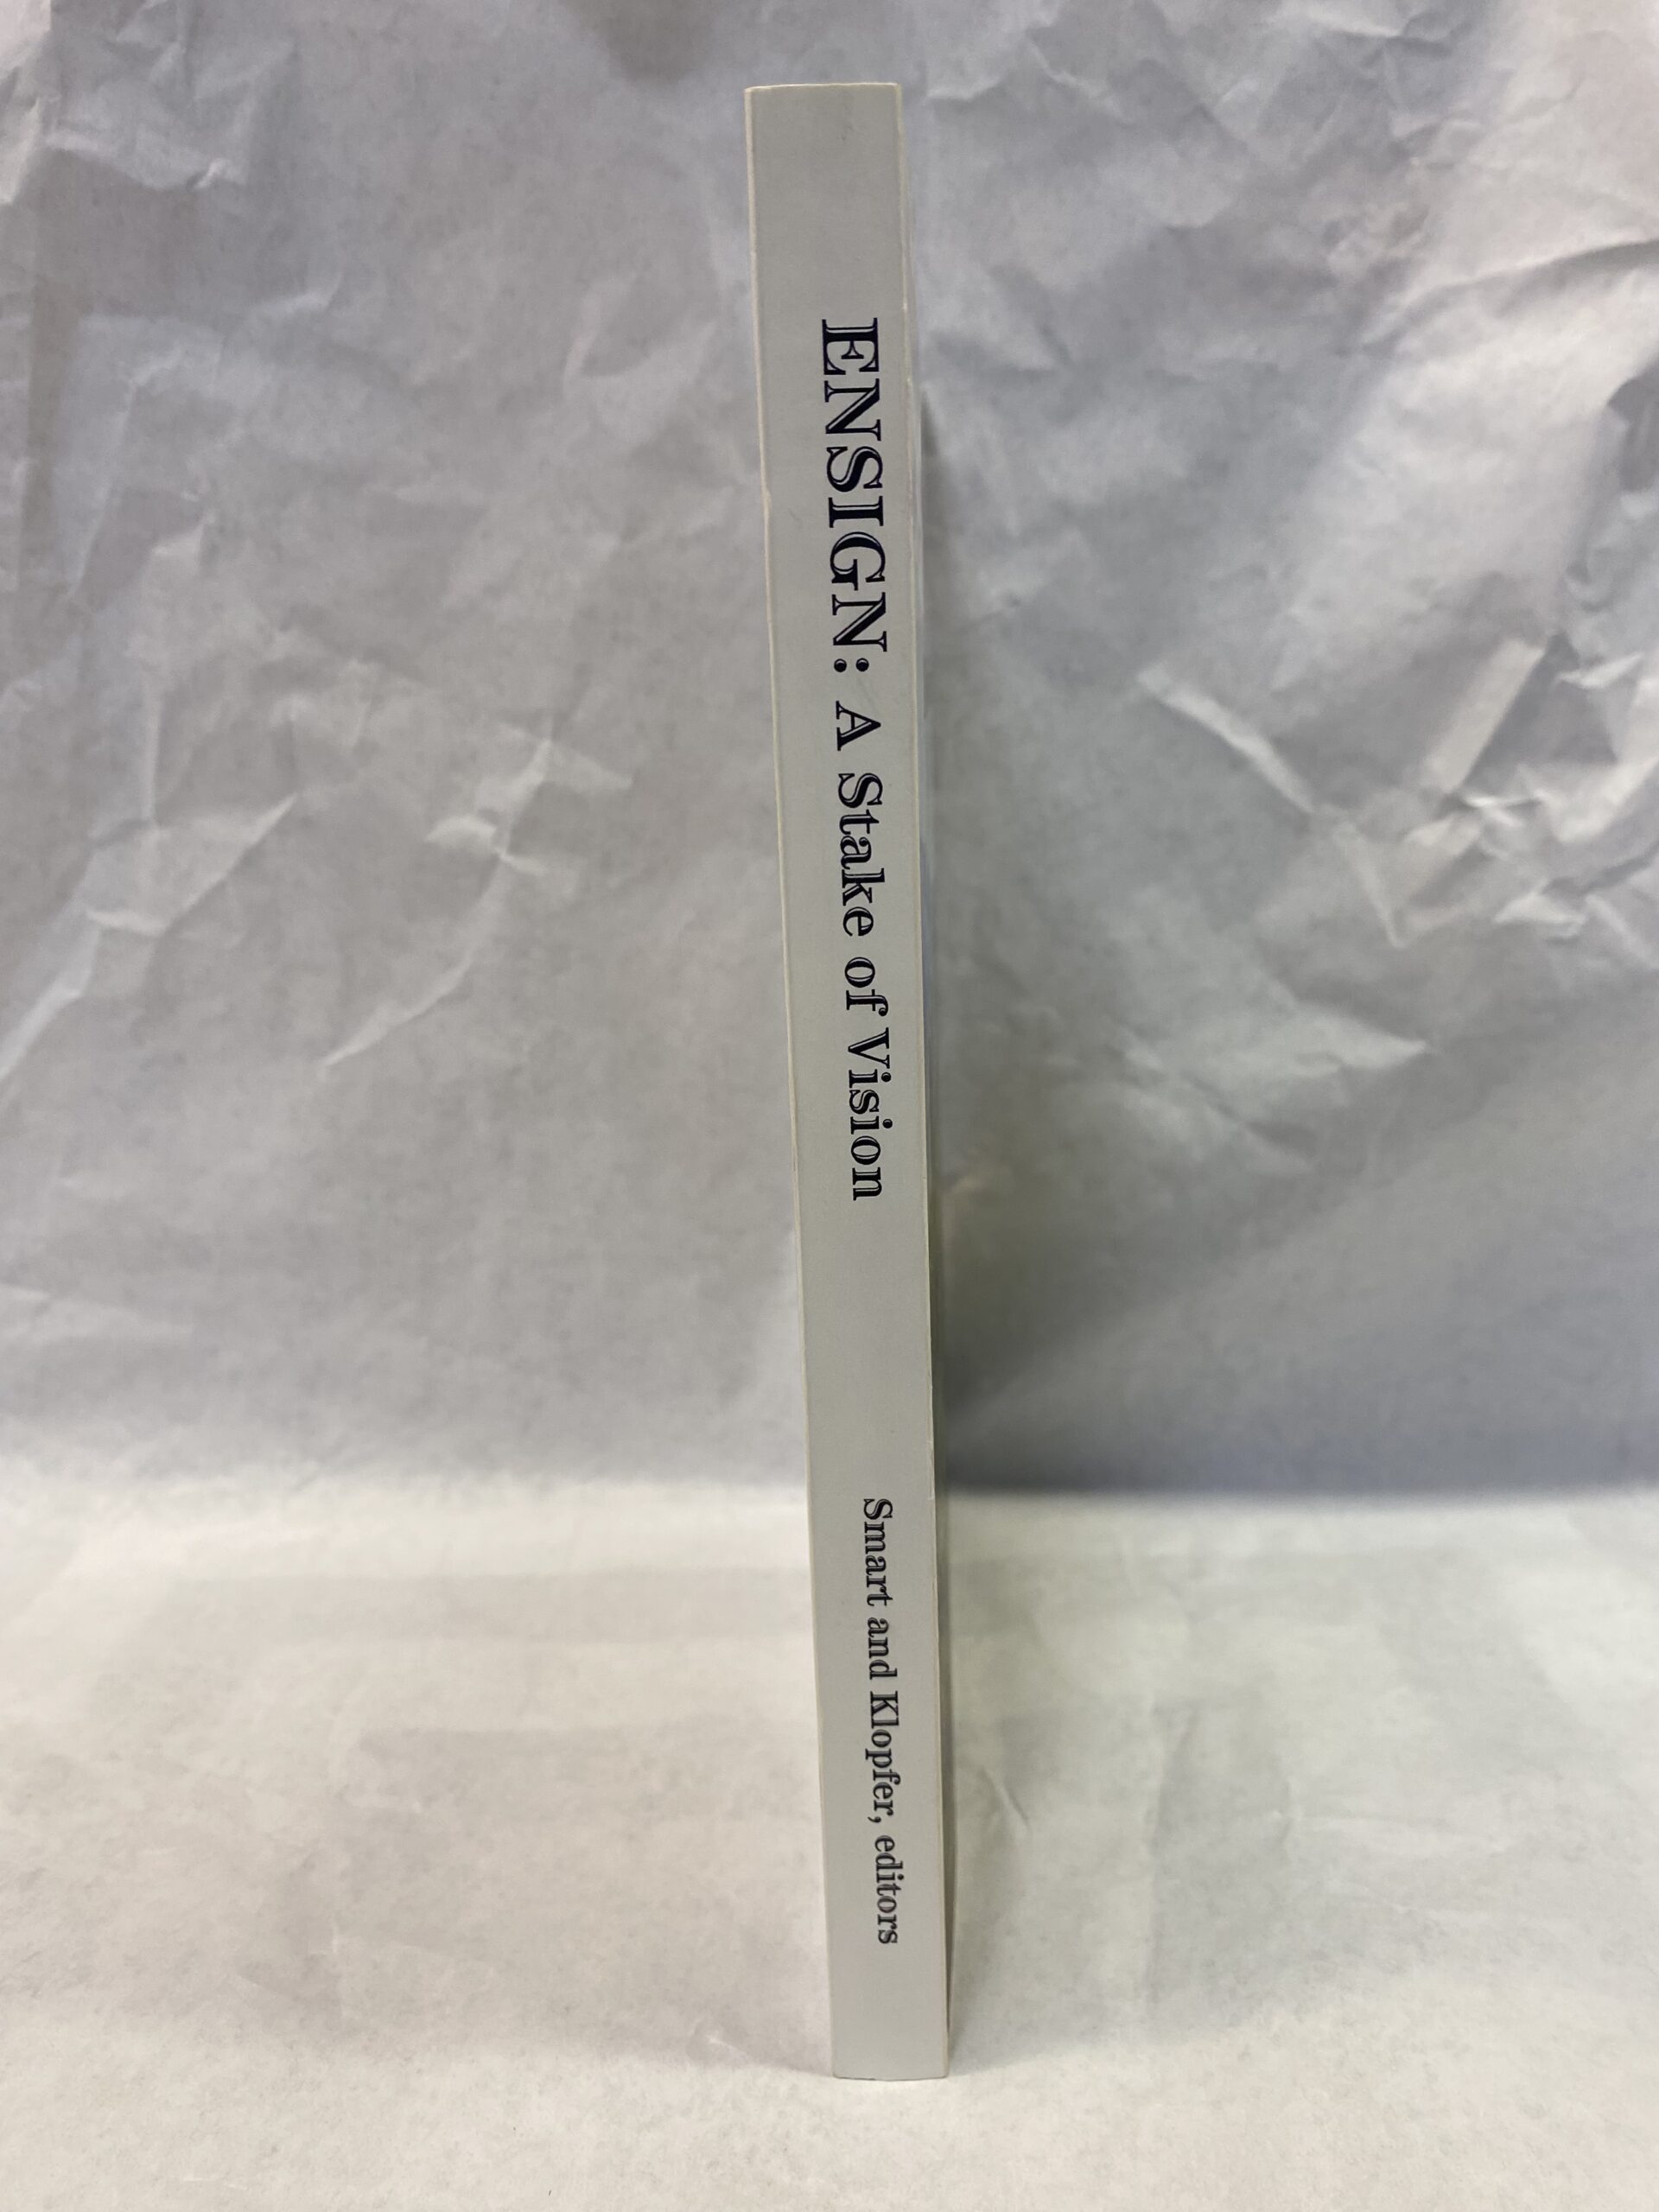 ENSIGN: A Stake of Vision
Smart and Klopfer, editors